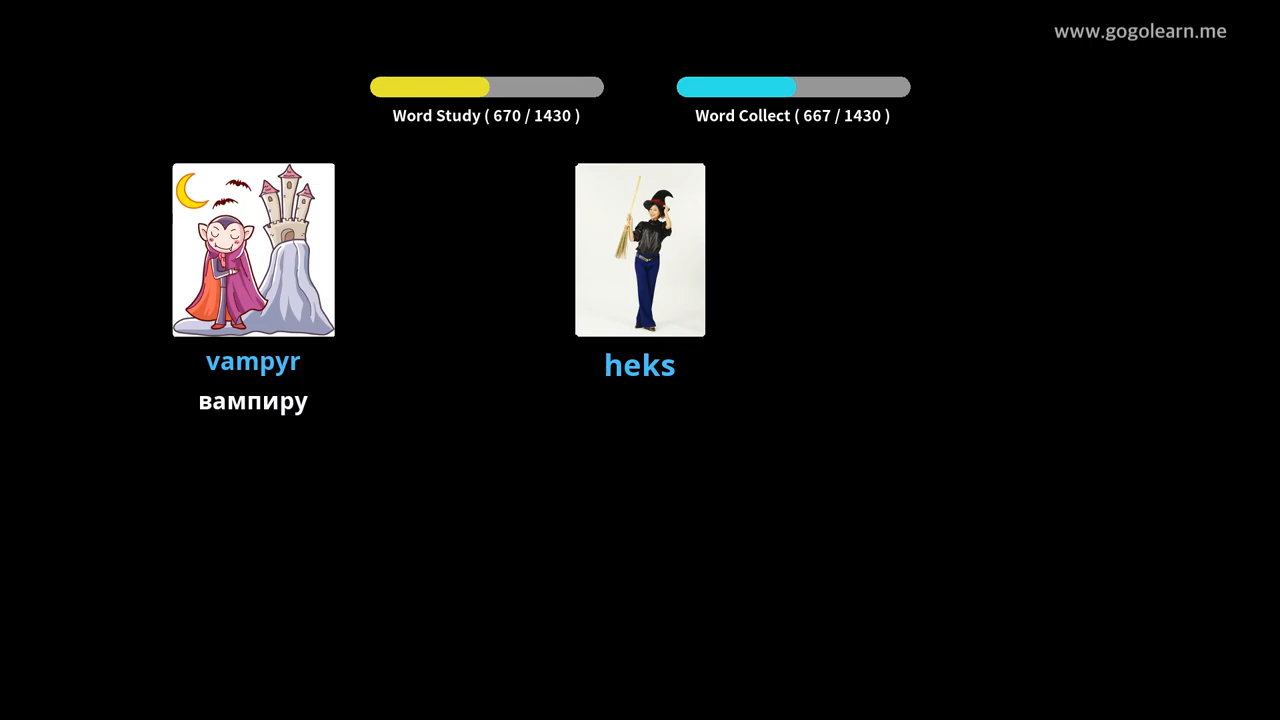 www.gogolearn.me
Word Study ( 670 / 1430 )
Word Collect ( 667 / 1430 )
vampyr
вампиру
heks